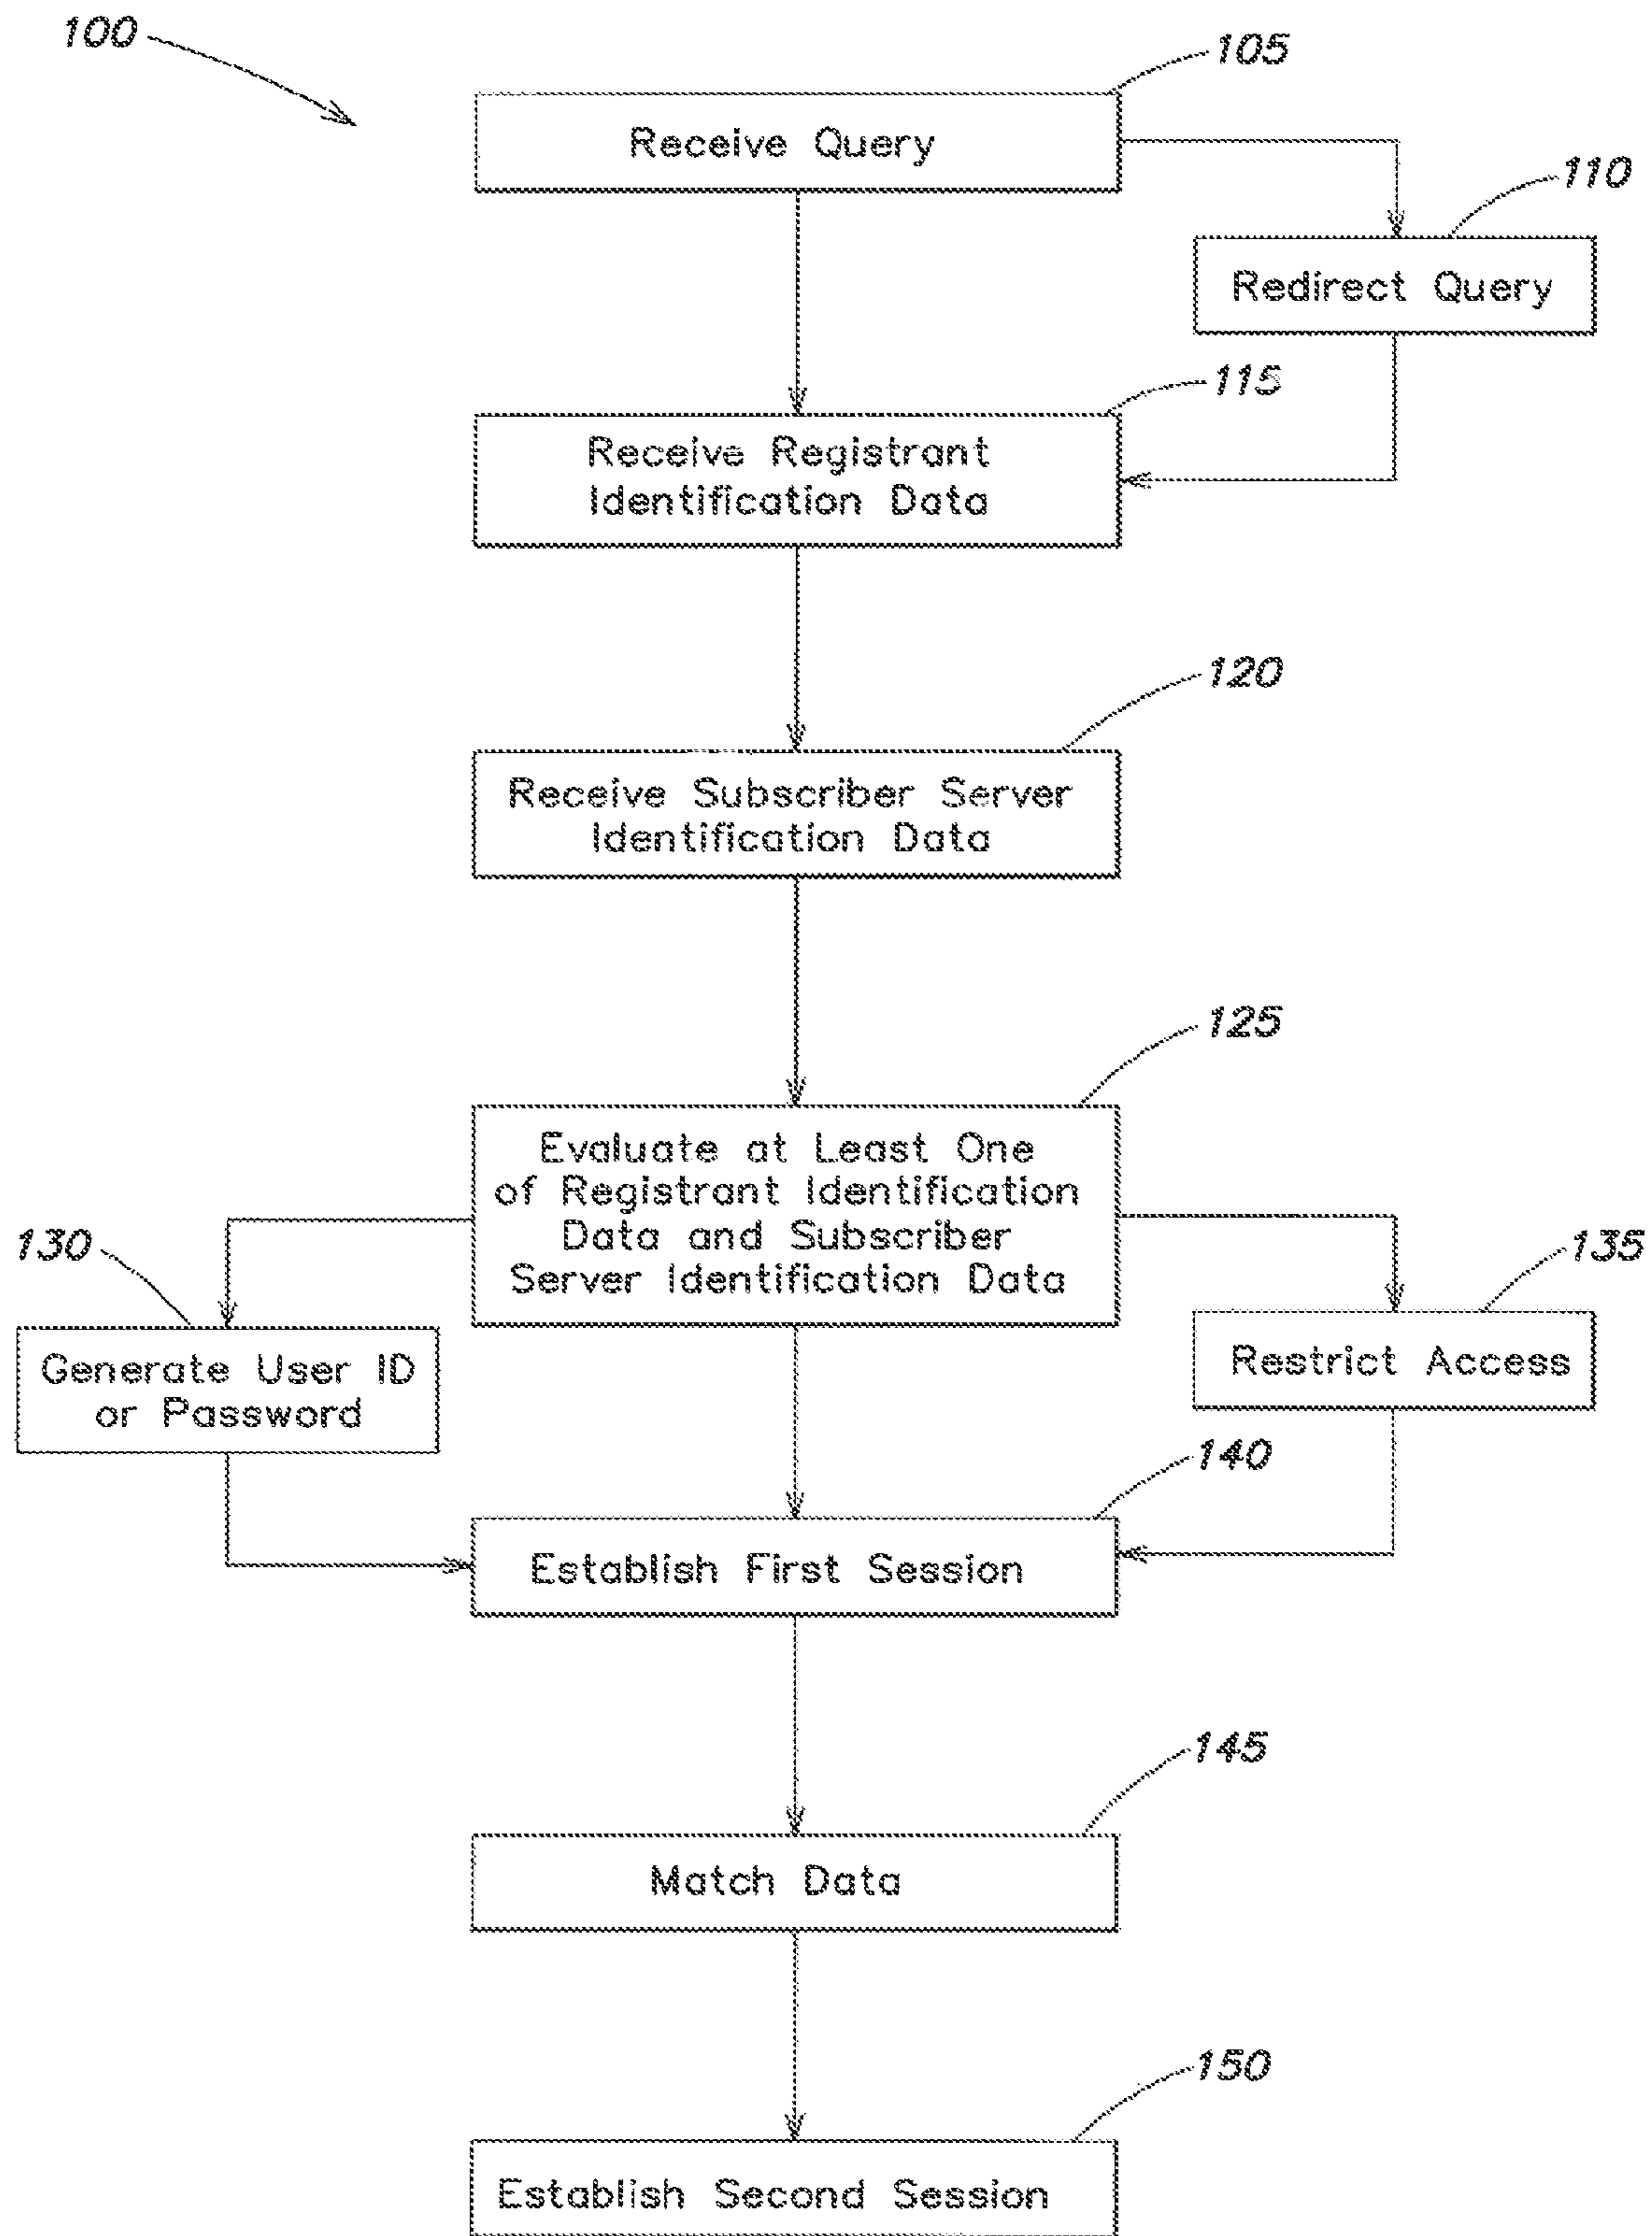 100
105
Receive Query
110
Redirect Query
115
Receive Registrant
Identification Data
120
Receive Subscriber Server
Identification Data
125
Evaluate at Least One
of Registrant Identification
Data and Subscriber
Server Identification Data
130
Generate User ID
or Password
135
Restrict Access
140
Establish First Session
145
Match Data
150
Establish Second Session